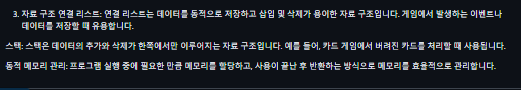 3. 자료 구조 연결 리스트: 연결 리스트는 데이터를 동적으로 저장하고 삽입 및 삭제가 용이한 자료 구조입니다. 게임에서 발생하는 이벤트나
데이터를 저장할 때 유용합니다.
스택: 스택은 데이터의 추가와 삭제가 한쪽에서만 이루어지는 자료 구조입니다. 예를 들어, 카드 게임에서 버려진 카드를 처리할 때 사용됩니다.
동적 메모리 관리: 프로그램 실행 중에 필요한 만큼 메모리를 할당하고, 사용이 끝난 후 반환하는 방식으로 메모리를 효율적으로 관리합니다.